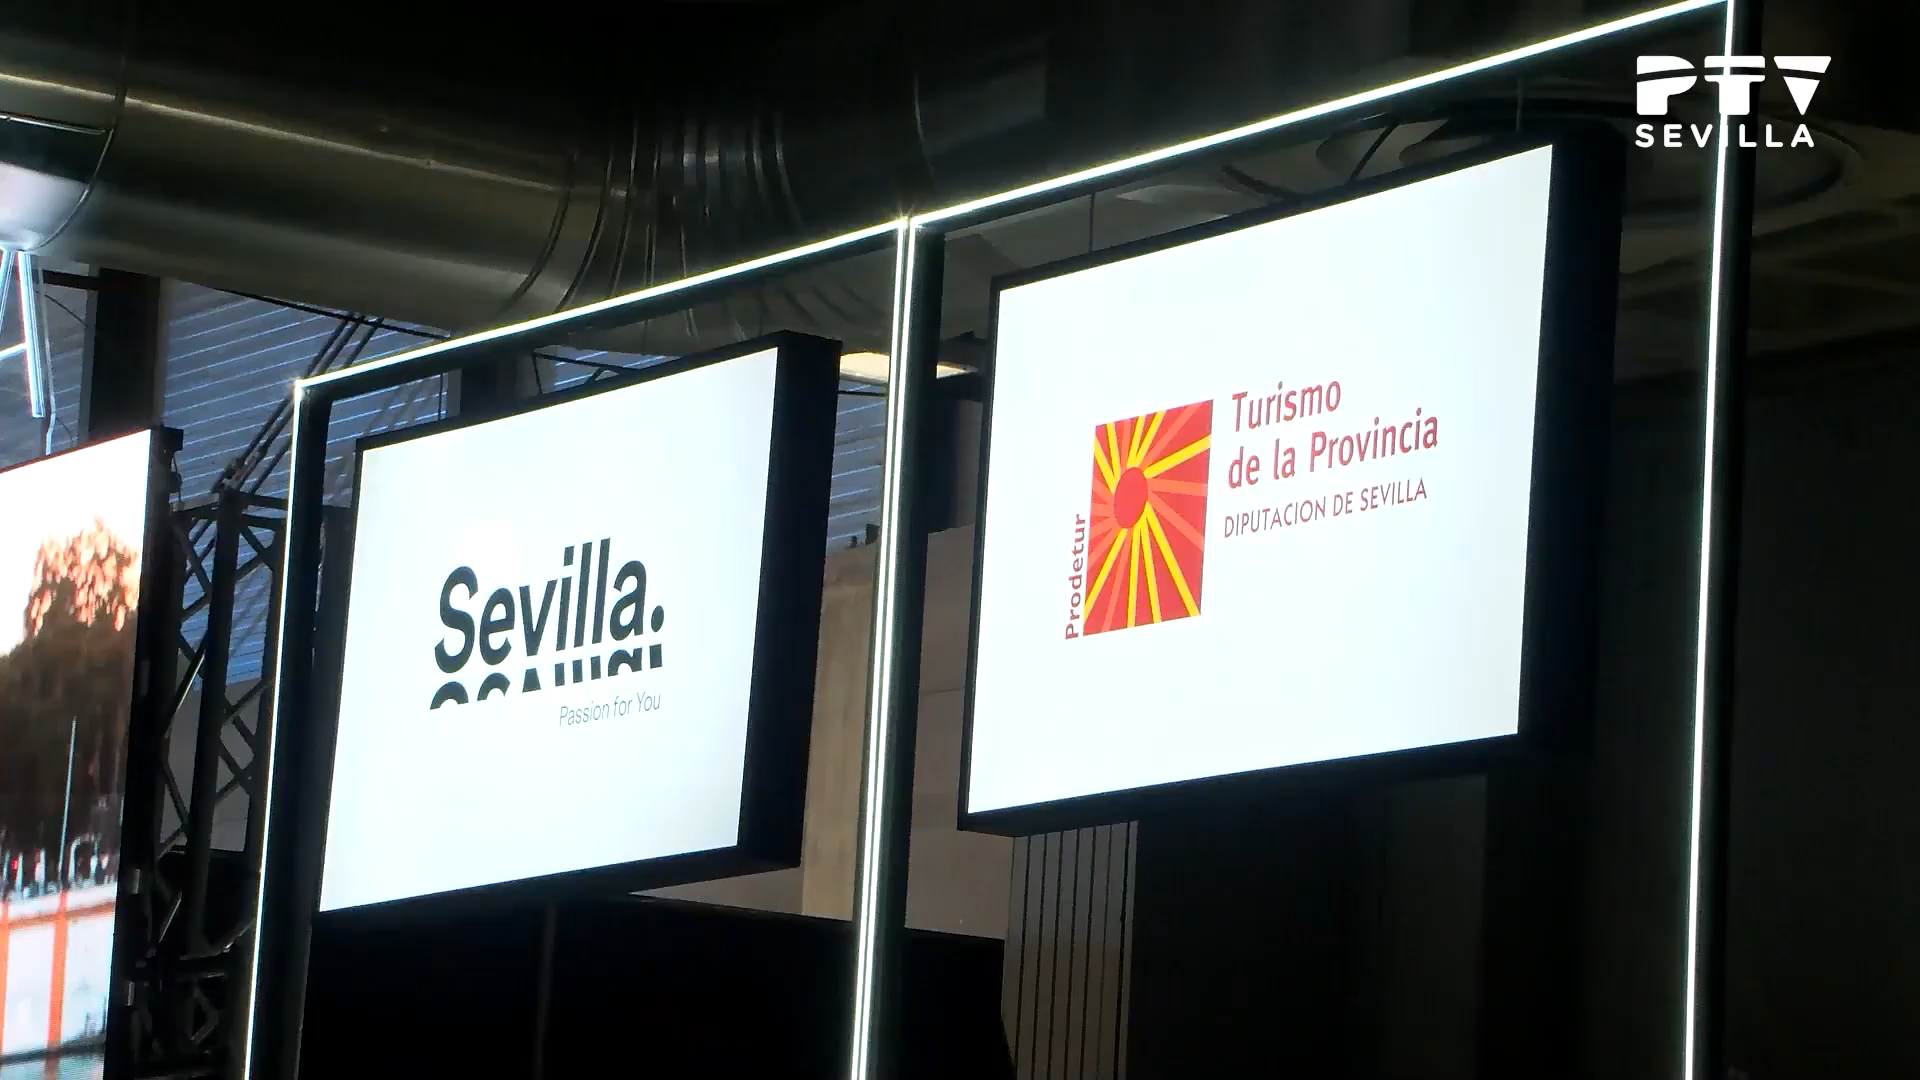 PTV
SEVILLA
Sevilla.
Passion for You
Prodetur
Turismo
de la Provincia
DIPUTACION DE SEVILLA